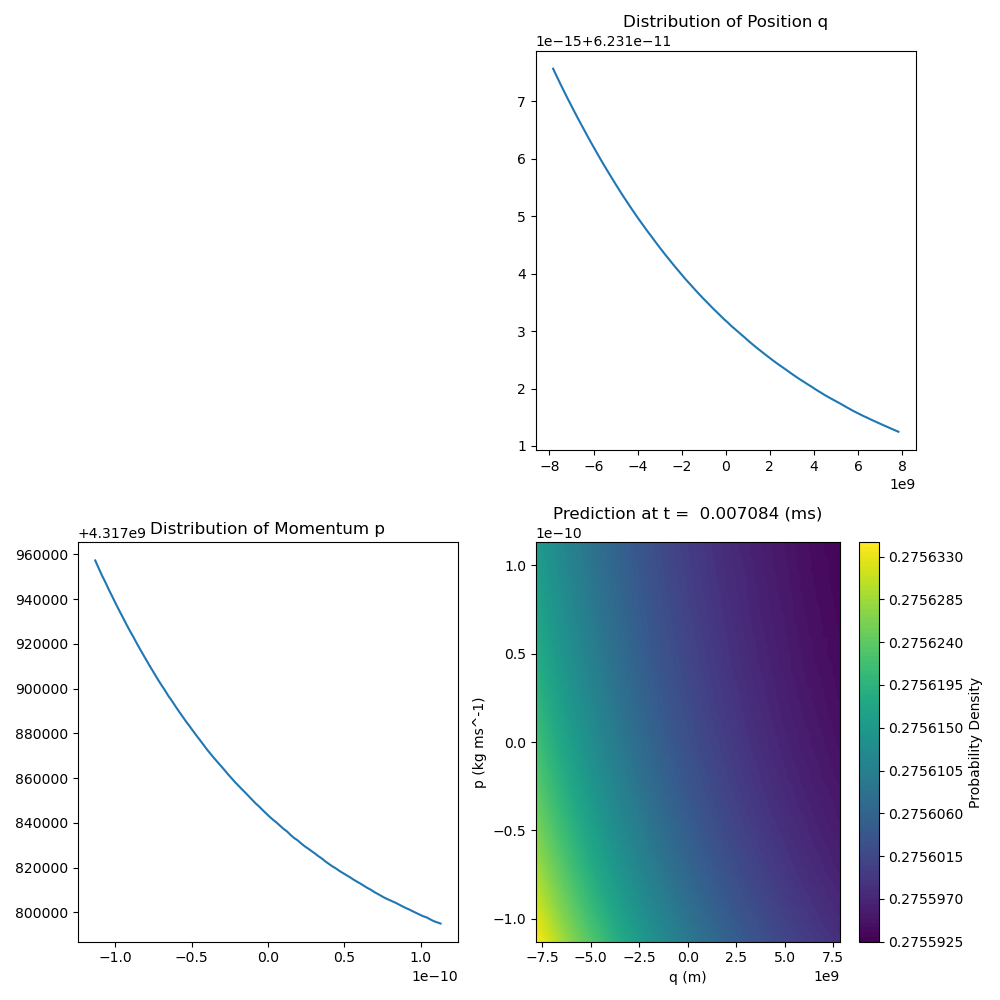 Distribution of Position q
1e−15+6.231e−11
7
6
5
4
3
2
1
−8 −6 −4 −2 0 2 4 6 8
1e9
Distribution of Momentum p
+4.317e9
960000
940000
920000
900000
880000
860000
840000
820000
800000
−1.0 −0.5 0.0 0.5 1.0
1e−10
Prediction at t =  0.007084 (ms)
1e−10
1.0
0.5
0.0
−0.5
−1.0
p (kg ms^-1)
−7.5 −5.0 −2.5 0.0 2.5 5.0 7.5
1e9
q (m)
0.2756330
0.2756285
0.2756240
0.2756195
0.2756150
0.2756105
0.2756060
0.2756015
0.2755970
0.2755925
Probability Density